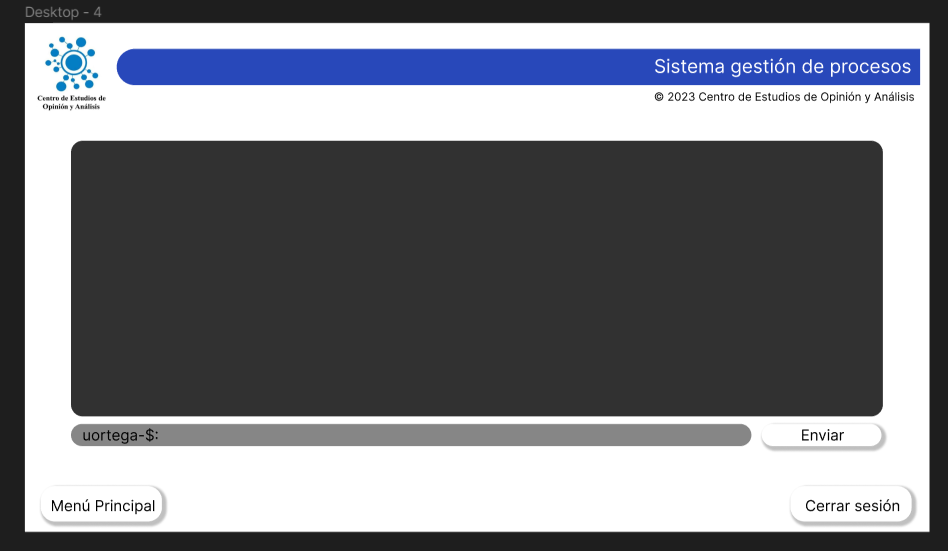 Desktop - 4
Centro de Estudios de
Opinión y Análisis
Sistema gestión de procesos
© 2023 Centro de Estudios de Opinión y Análisis
uortega-$:
Enviar
Menú Principal
Cerrar sesión